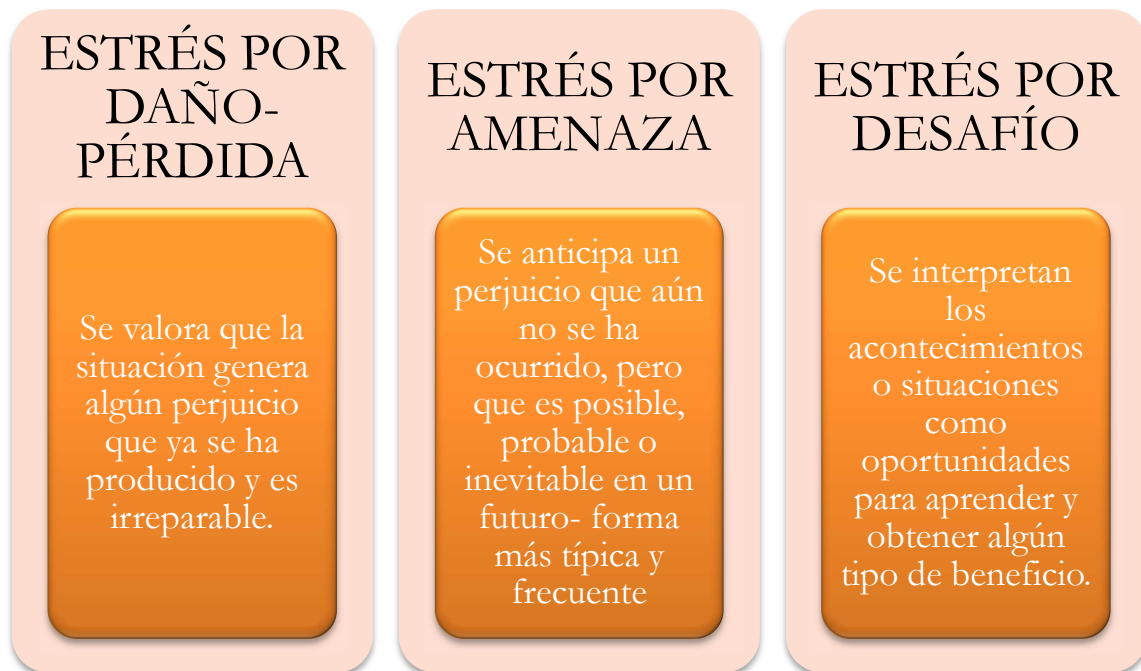 ESTRÉS POR
DAÑO-
PÉRDIDA
Se valora que la
situación genera
algún perjuicio
que ya se ha
producido y es
irreparable.
ESTRÉS POR
AMENAZA
Se anticipa un
perjuicio que aún
no se ha
ocurrido, pero
que es posible,
probable o
inevitable en un
futuro- forma
más típica y
frecuente
ESTRÉS POR
DESAFÍO
Se interpretan
los
acontecimientos
o situaciones
como
oportunidades
para aprender y
obtener algún
tipo de beneficio.